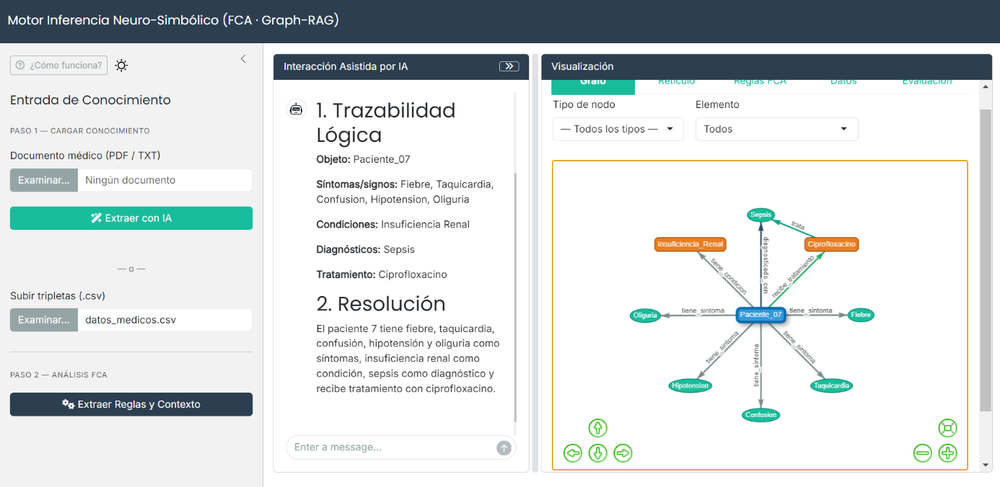 Motor Inferencia Neuro-Simbólico (FCA · Graph-RAG)
¿Cómo funciona?
Entrada de Conocimiento
PASO 1 — CARGAR CONOCIMIENTO
Documento médico (PDF / TXT)
Examinar... Ningún documento
Extraer con IA
— o —
Subir tripletas (.csv)
Examinar... datos_medicos.csv
PASO 2 — ANÁLISIS FCA
Extraer Reglas y Contexto
Interacción Asistida por IA
1. Trazabilidad
Lógica
Objeto: Paciente_07
Síntomas/signos: Fiebre, Taquicardia,
Confusion, Hipotension, Oliguria
Condiciones: Insuficiencia Renal
Diagnósticos: Sepsis
Tratamiento: Ciprofloxacino
2. Resolución
El paciente 7 tiene fiebre, taquicardia,
confusión, hipotensión y oliguria como
síntomas, insuficiencia renal como
condición, sepsis como diagnóstico y
recibe tratamiento con ciprofloxacino.
Enter a message...
Visualización
Grafo Retículo Reglas FCA Datos Evaluación
Tipo de nodo Elemento
— Todos los tipos — Todos
Sepsis
trata
Insuficiencia_Renal
Ciprofloxacino
diagnosticado_con
tiene_condicion
recibe_tratamiento
Oliguria
tiene_sintoma
Paciente_07
tiene_sintoma
Fiebre
tiene_sintoma
tiene_sintoma
tiene_sintoma
Hipotension
Taquicardia
Confusion